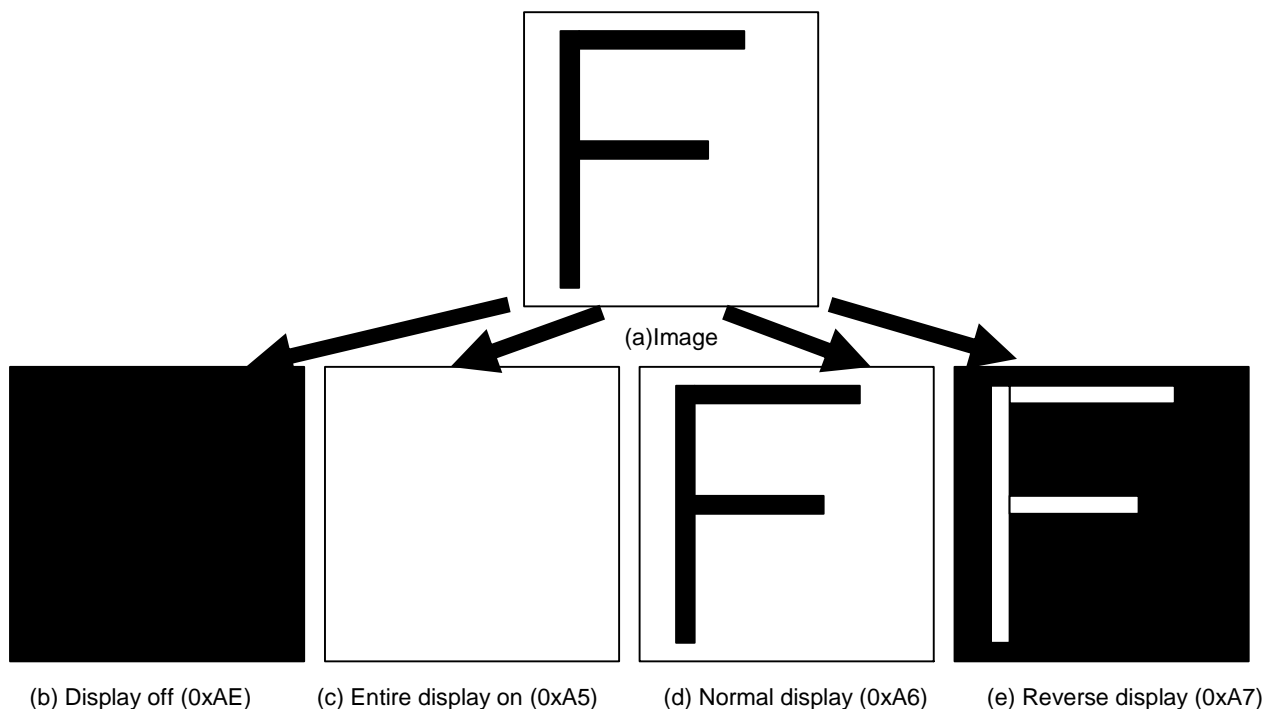 F
(a)Image
F
F
(b) Display off (0xAE)
(c) Entire display on (0xA5)
(d) Normal display (0xA6)
(e) Reverse display (0xA7)